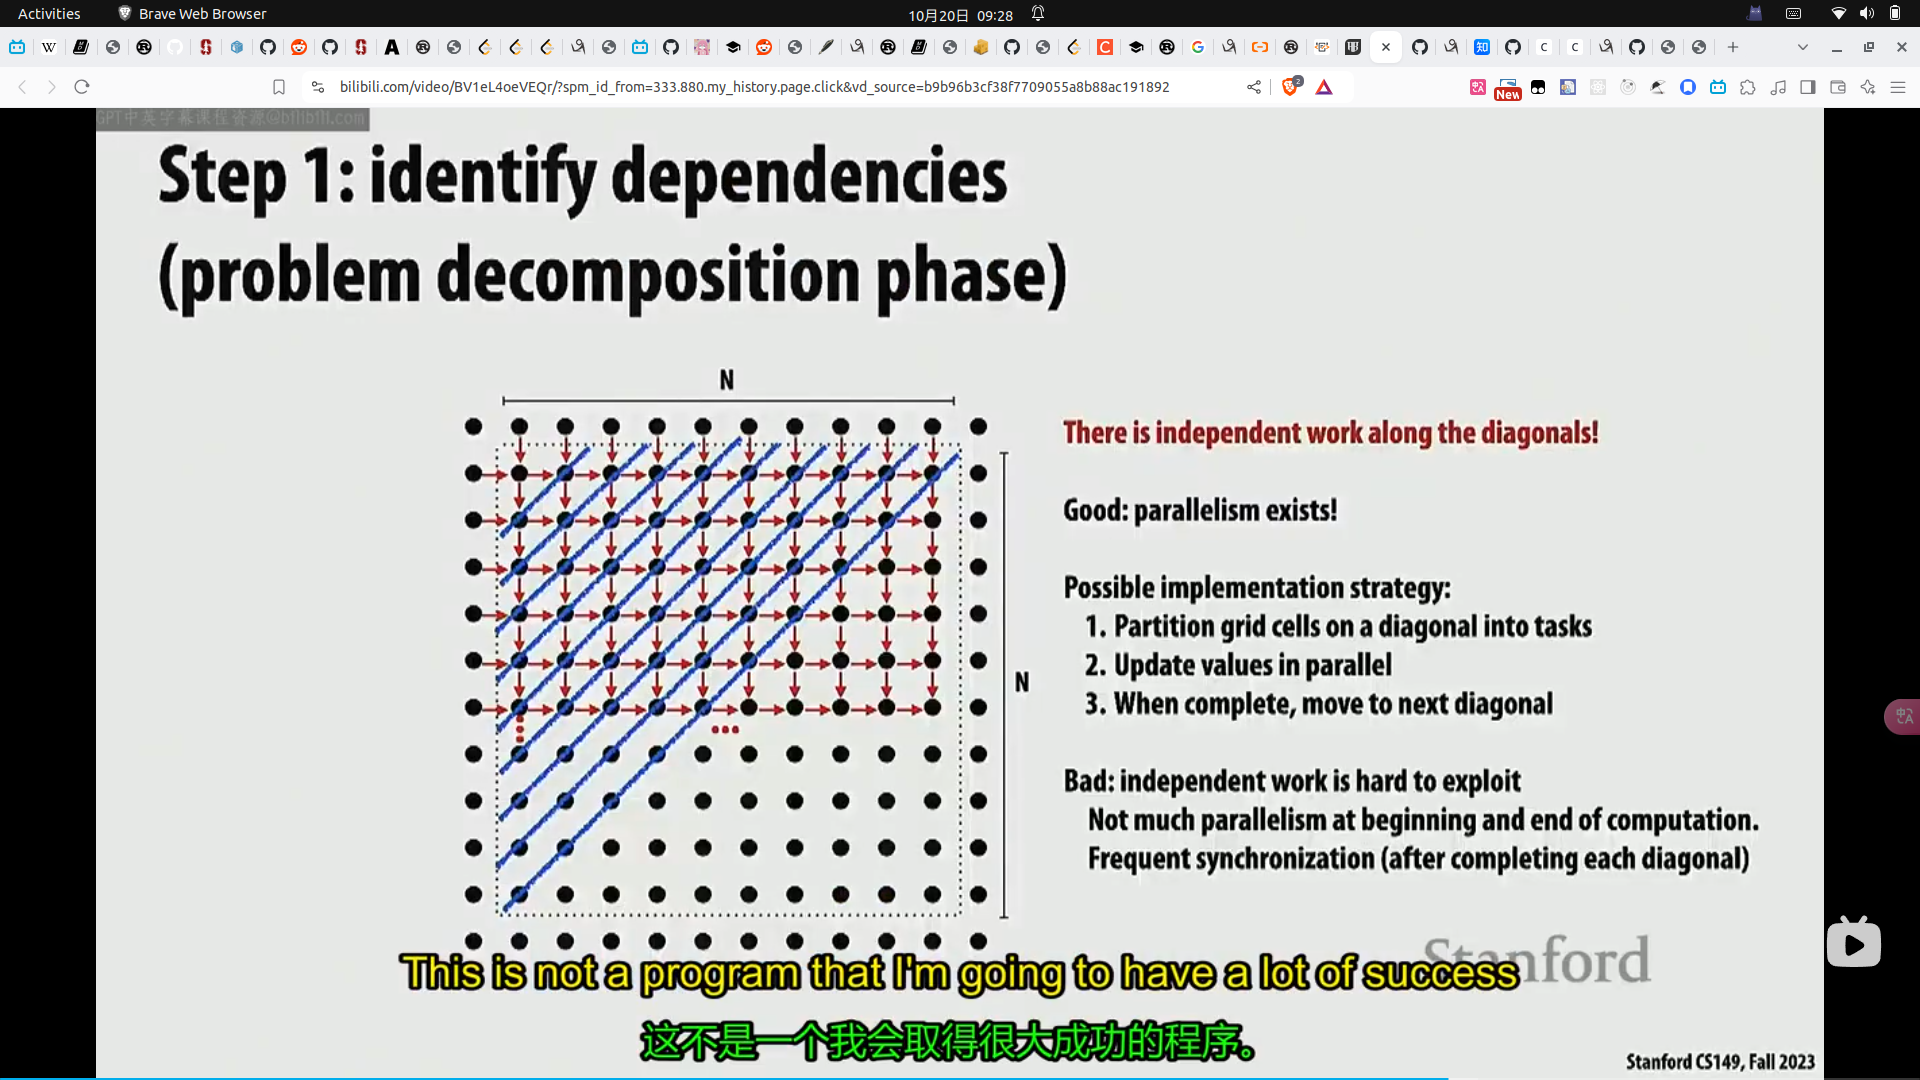 Activities
Brave Web Browser
10月20日 09:28
bilibili.com/video/BV1eL4oeVEQr/?spm_id_from=333.880.my_history.page.click&vd_source=b9b96b3cf38f7709055a8b88ac191892
2
New
GPT中英字幕课程资源@bilibili.com
Step 1: identify dependencies
(problem decomposition phase)
N
N
There is independent work along the diagonals!
Good: parallelism exists!
Possible implementation strategy:
1. Partition grid cells on a diagonal into tasks
2. Update values in parallel
3. When complete, move to next diagonal
Bad: independent work is hard to exploit
Not much parallelism at beginning and end of computation.
Frequent synchronization (after completing each diagonal)
Stanford
This is not a program that I'm going to have a lot of success
这不是一个我会取得很大成功的程序。
Stanford CS149, Fall 2023